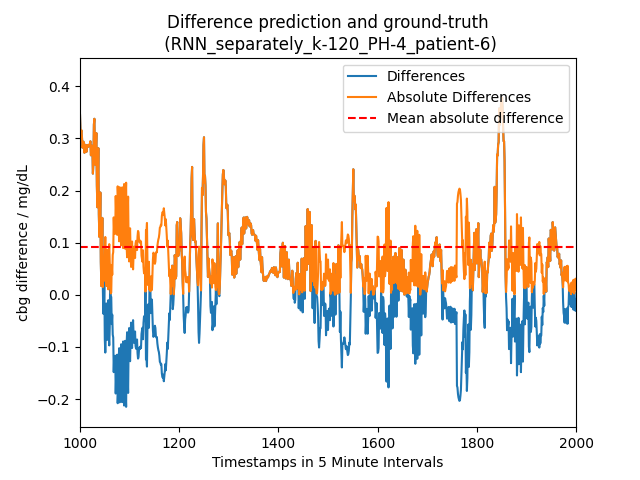 Difference prediction and ground-truth
(RNN_separately_k-120_PH-4_patient-6)
Differences
Absolute Differences
Mean absolute difference
cbg difference / mg/dL
0.4
0.3
0.2
0.1
0.0
−0.1
−0.2
1000 1200 1400 1600 1800 2000
Timestamps in 5 Minute Intervals